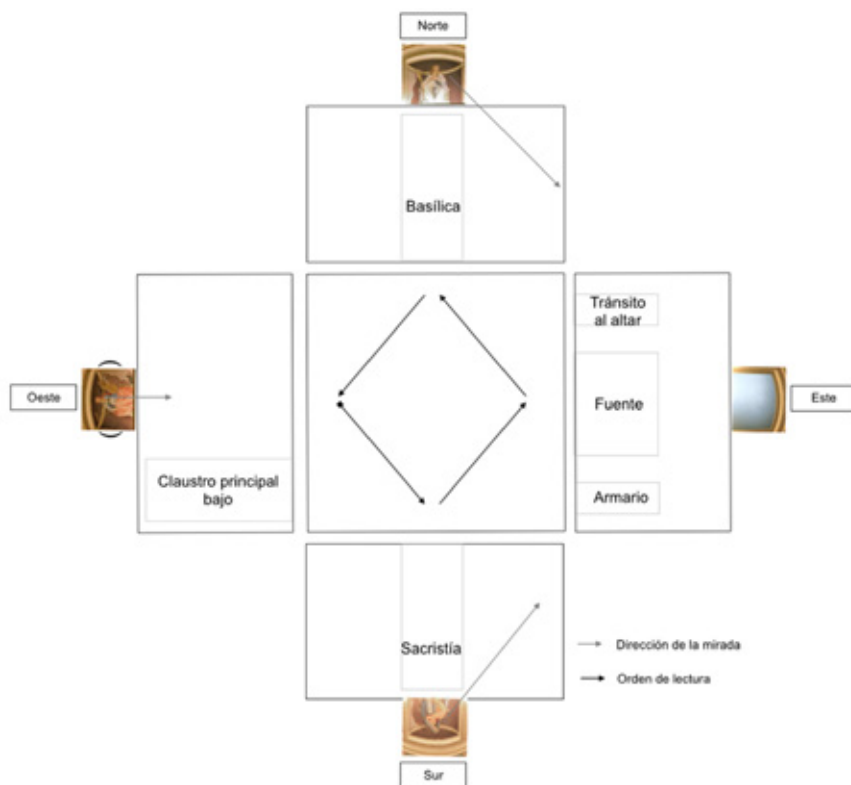 Norte
Basílica
Tránsito
al altar
Oeste
Fuente
Este
Claustro principal
bajo
Armario
Sacristía
Dirección de la mirada
Orden de lectura
Sur